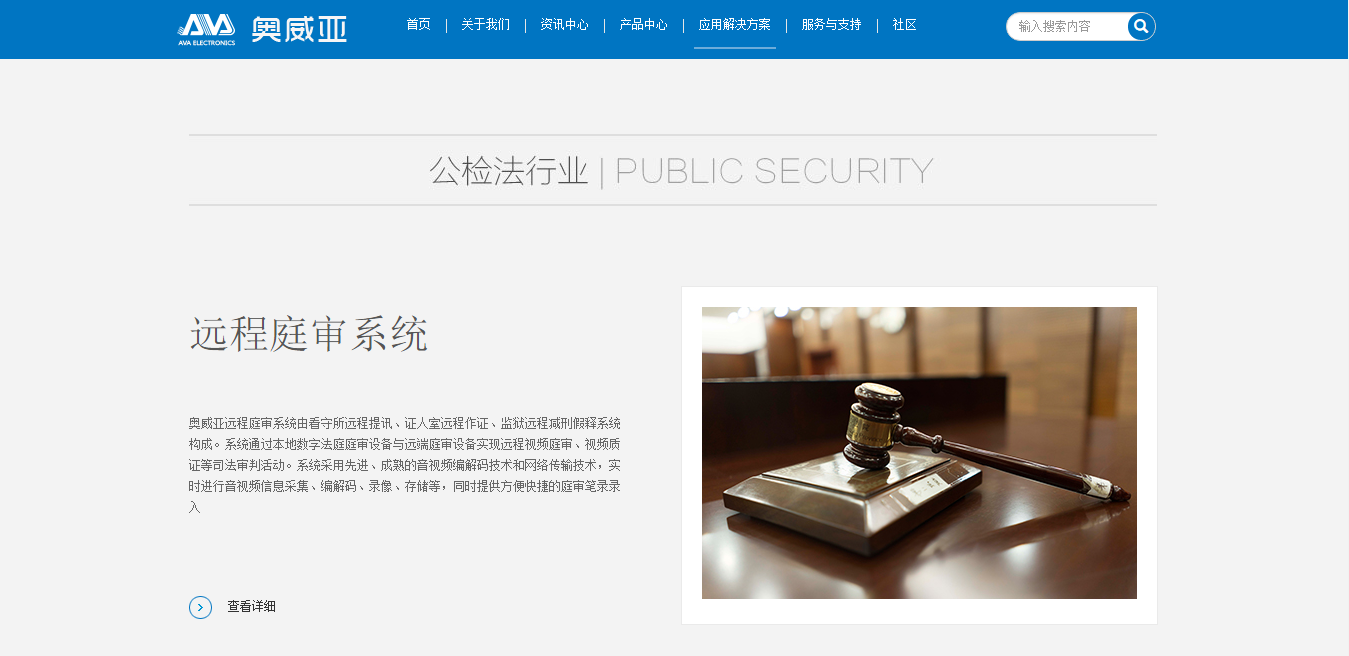 AVA ELECTRONICS
奥威亚
首页 | 关于我们 | 资讯中心 | 产品中心 | 应用解决方案 | 服务与支持 | 社区
输入搜索内容
公检法行业 | PUBLIC SECURITY
远程庭审系统
奥威亚远程庭审系统由看守所远程提讯、证人室远程作证、监狱远程减刑假释系统
构成。系统通过本地数字法庭庭审设备与远端庭审设备实现远程视频庭审、视频质
证等司法审判活动。系统采用先进、成熟的音视频编解码技术和网络传输技术，实
时进行音视频信息采集、编解码、录像、存储等，同时提供方便快捷的庭审笔录录
入
查看详细